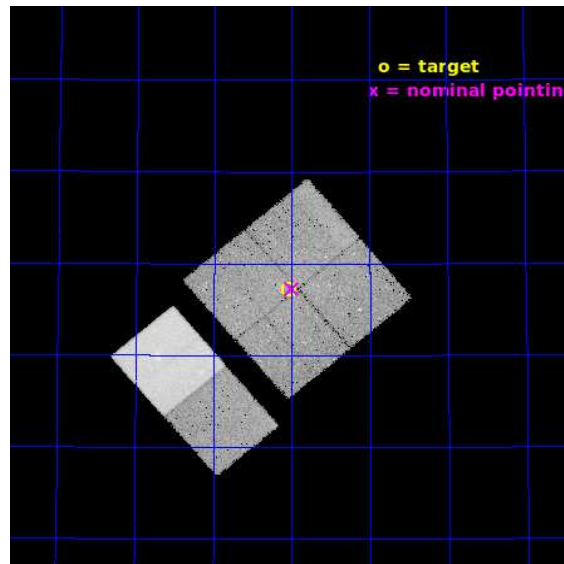 o = target
x = nominal pointin